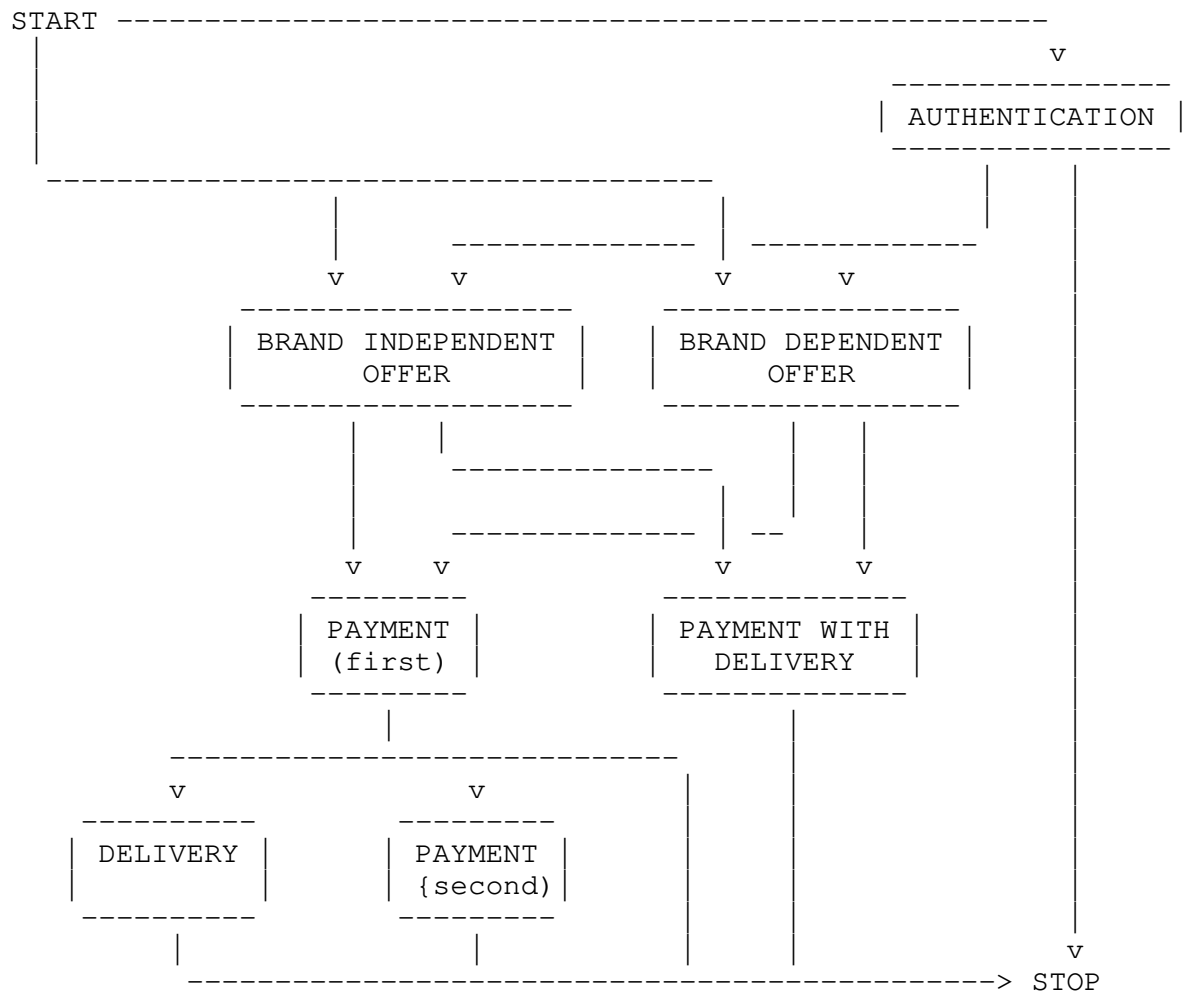 START
v
AUTHENTICATION
v v v v
BRAND INDEPENDENT BRAND DEPENDENT
OFFER OFFER
v v v v
PAYMENT PAYMENT WITH
(first) DELIVERY
v v
DELIVERY PAYMENT
{second)
v
> STOP